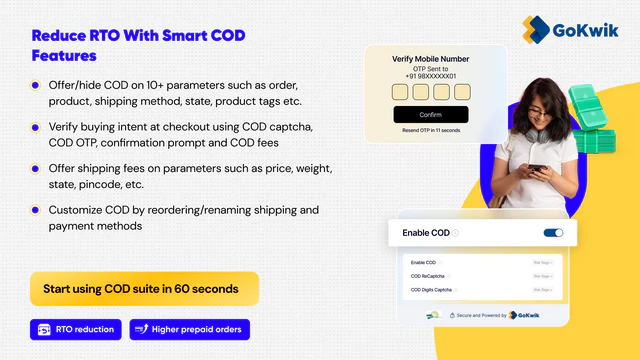 Reduce RTO With Smart COD
Features
Offer/hide COD on 10+ parameters such as order,
product, shipping method, state, product tags etc.
Verify buying intent at checkout using COD captcha,
COD OTP, confirmation prompt and COD fees
Offer shipping fees on parameters such as price, weight,
state, pincode, etc.
Customize COD by reordering/renaming shipping and
payment methods
Start using COD suite in 60 seconds
RTO reduction
Higher prepaid orders
GoKwik
Verify Mobile Number
OTP Sent to
+91 98XXXXXX01
Confirm
Resend OTP in 11 seconds
Enable COD
Enable COD
COD ReCaptcha
COD Digits Captcha
Secure and Powered by GoKwik